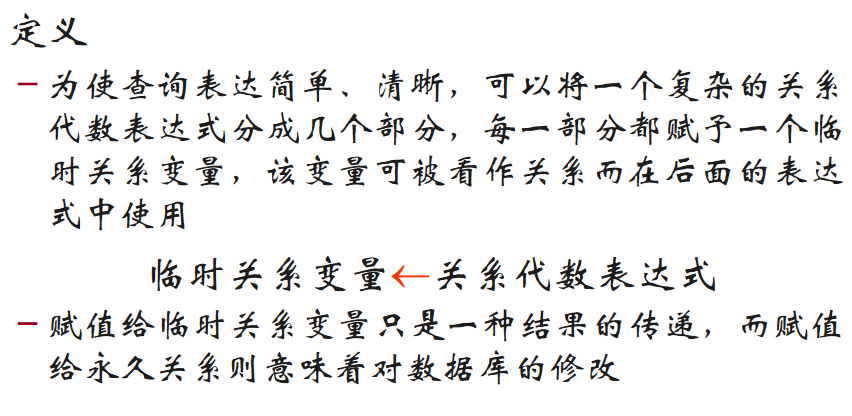 定义
– 为使查询表达简单、清晰，可以将一个复杂的关系
代数表达式分成几个部分，每一部分都赋予一个临
时关系变量，该变量可被看作关系而在后面的表达
式中使用
临时关系变量←关系代数表达式
– 赋值给临时关系变量只是一种结果的传递，而赋值
给永久关系则意味着对数据库的修改